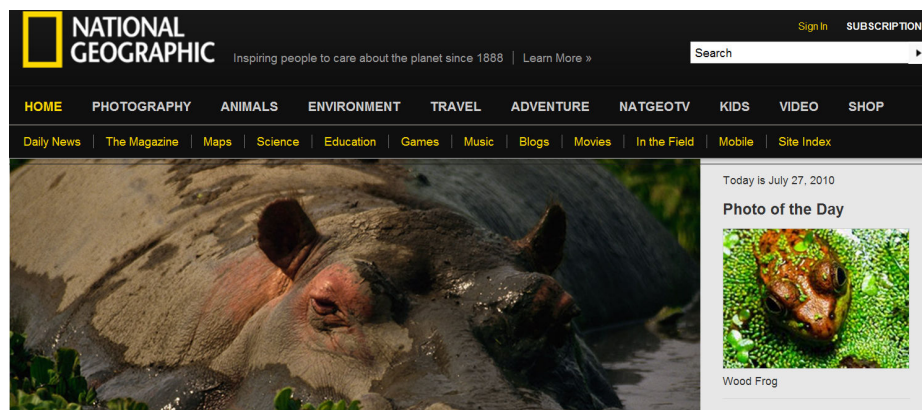 NATIONAL
GEOGRAPHIC
Inspiring people to care about the planet since 1888 | Learn More »
Sign In SUBSCRIPTION
Search
HOME PHOTOGRAPHY ANIMALS ENVIRONMENT TRAVEL ADVENTURE NATGEOTV KIDS VIDEO SHOP
Daily News | The Magazine | Maps | Science | Education | Games | Music | Blogs | Movies | In the Field | Mobile | Site Index
Today is July 27, 2010
Photo of the Day
Wood Frog